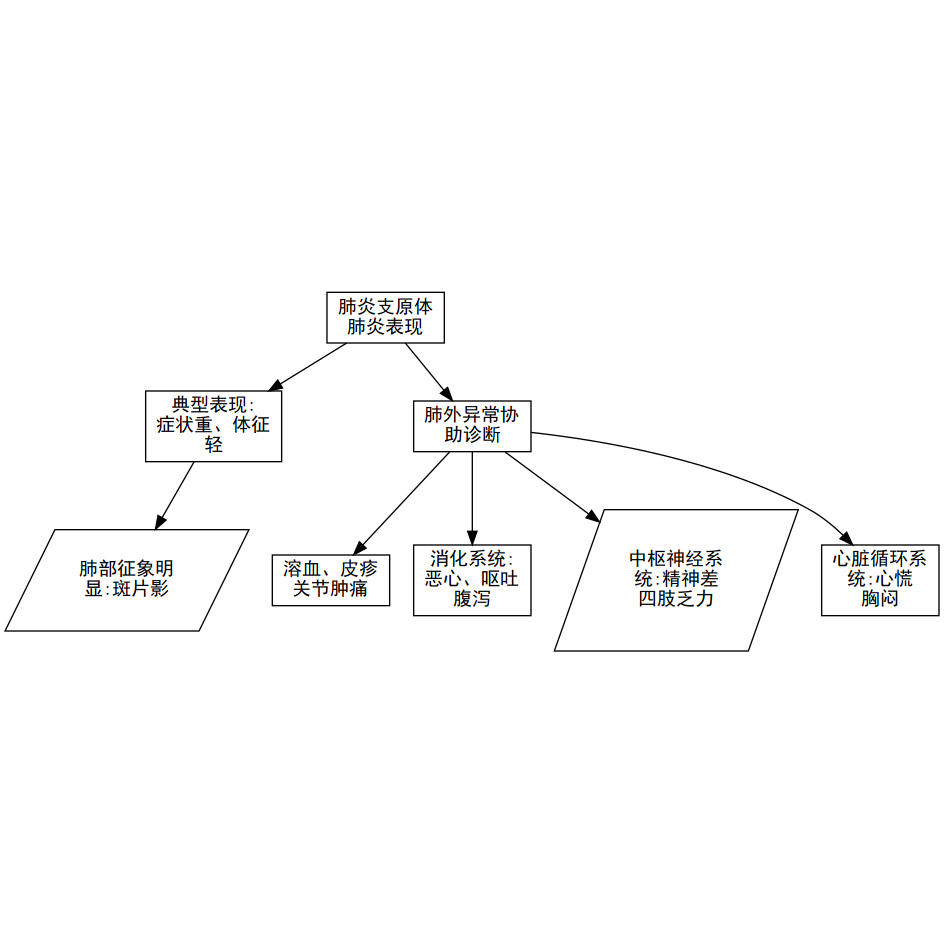 肺炎支原体
肺炎表现
典型表现:
症状重、体征
轻
肺外异常协
助诊断
肺部征象明
显:斑片影
溶血、皮疹
关节肿痛
消化系统:
恶心、呕吐
腹泻
中枢神经系
统:精神差
四肢乏力
心脏循环系
统:心慌
胸闷